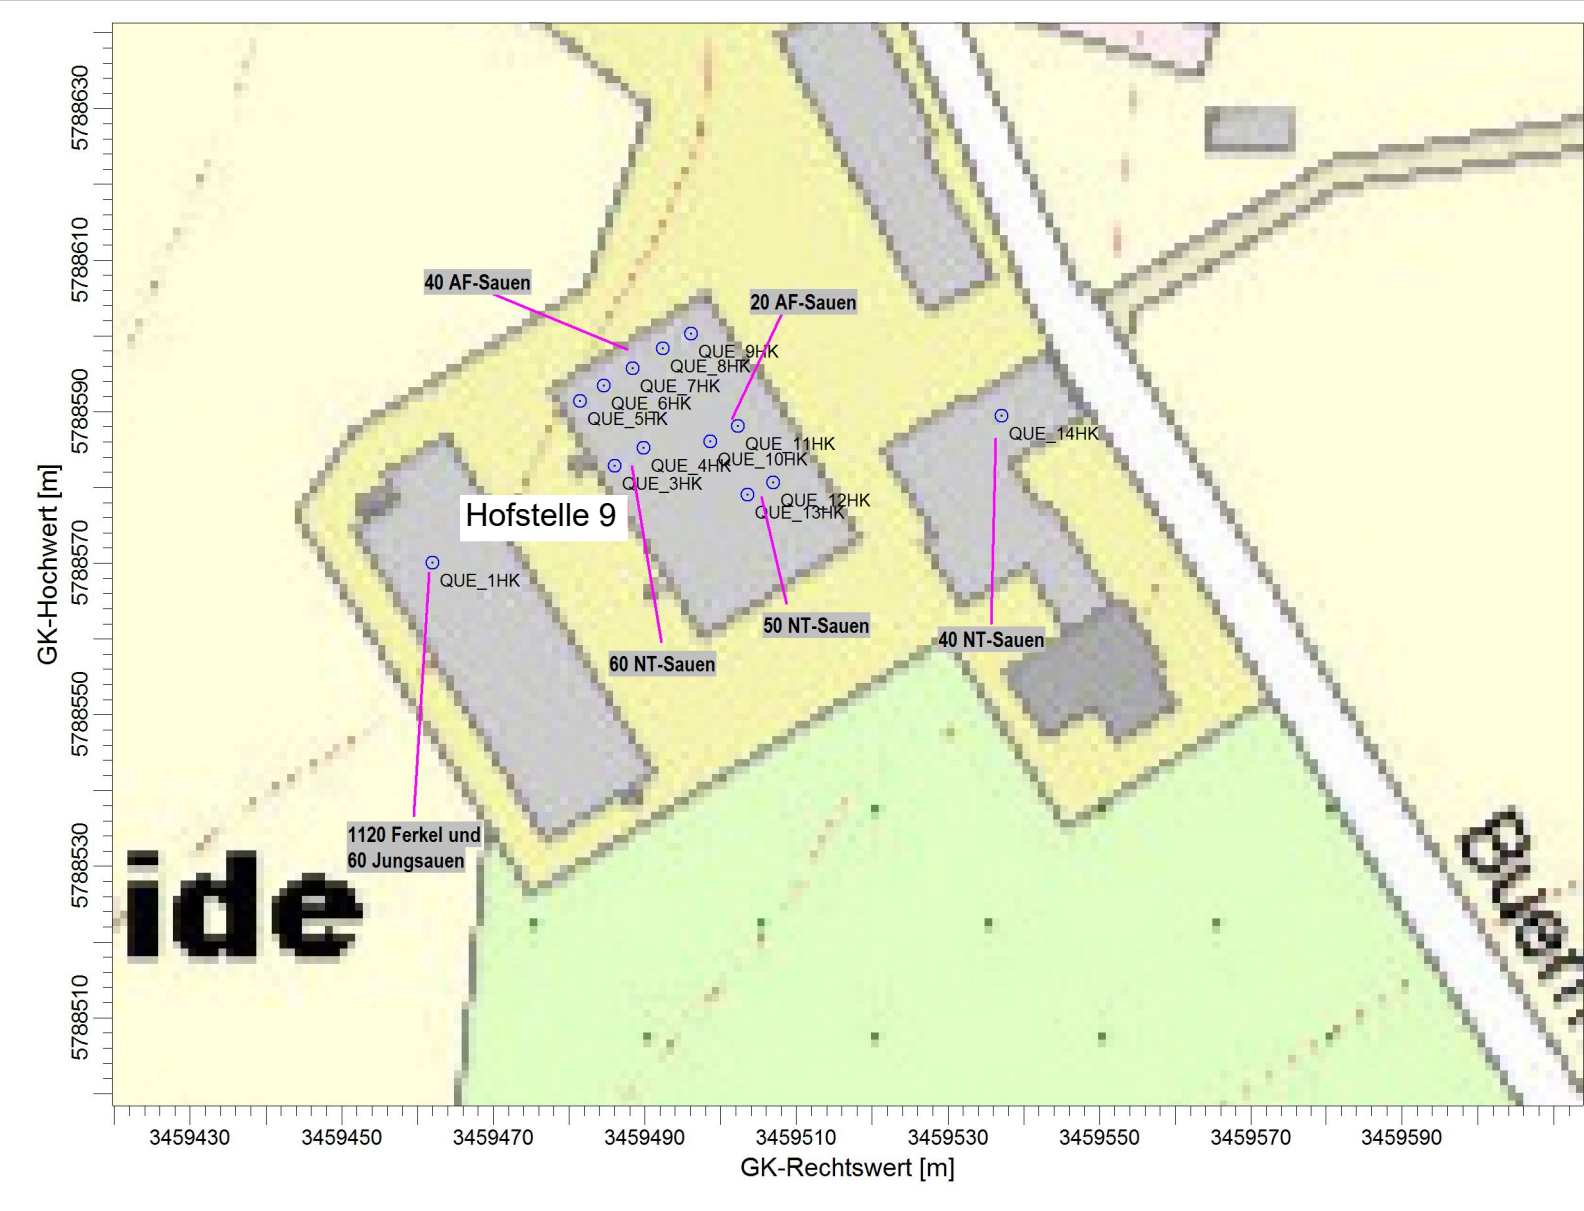 5788630
5788610
5788590
5788570
5788550
5788530
5788510
GK-Hochwert [m]
40 AF-Sauen
20 AF-Sauen
QUE_9HK
QUE_8HK
QUE_7HK
QUE_6HK
QUE_5HK
QUE_14HK
QUE_11HK
QUE_10HK
QUE_4HK
QUE_3HK
QUE_12HK
QUE_13HK
Hofstelle 9
QUE_1HK
50 NT-Sauen
40 NT-Sauen
60 NT-Sauen
1120 Ferkel und
60 Jungsauen
ide
3459430
3459450
3459470
3459490
3459510
3459530
3459550
3459570
3459590
GK-Rechtswert [m]